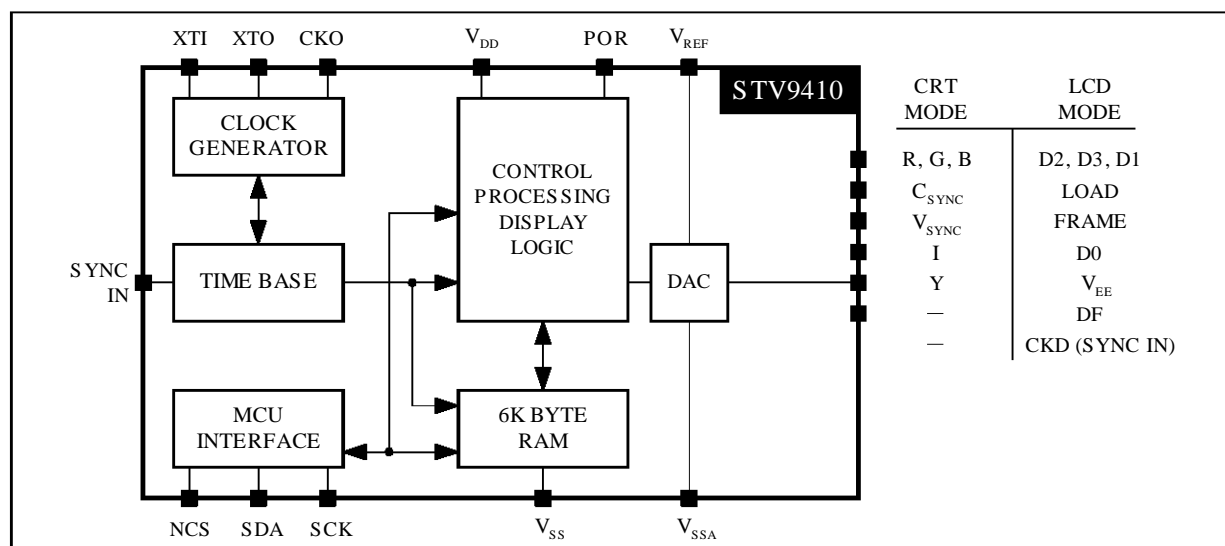 XTI XTO CKO V_DD POR V_REF
STV9410
CRT MODE LCD MODE
CLOCK
GENERATOR
CONTROL
PROCESSING
DISPLAY
LOGIC
R, G, B D2, D3, D1
C_SYNC LOAD
V_SYNC FRAME
I D0
SYNC
IN
TIME BASE
DAC
Y V_EE
— DF
— CKD (SYNC IN)
MCU
INTERFACE
6K BYTE
RAM
NCS SDA SCK V_SS V_SSA